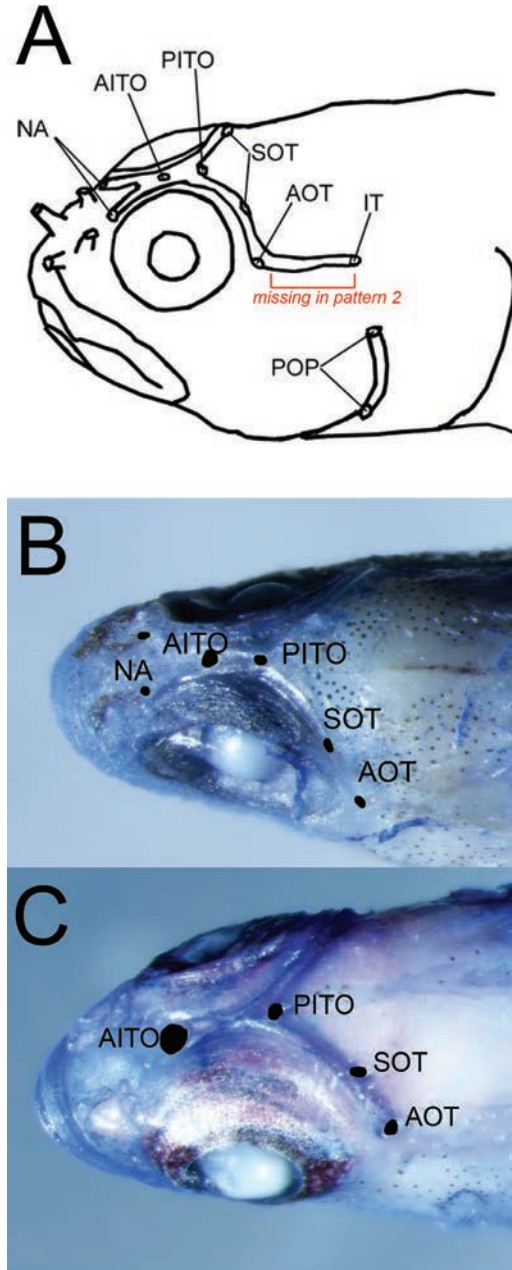 A
PITO
AITO
NA
SOT
AOT
IT
missing in pattern 2
POP
B
AITO
PITO
NA
SOT
AOT
C
PITO
AITO
SOT
AOT